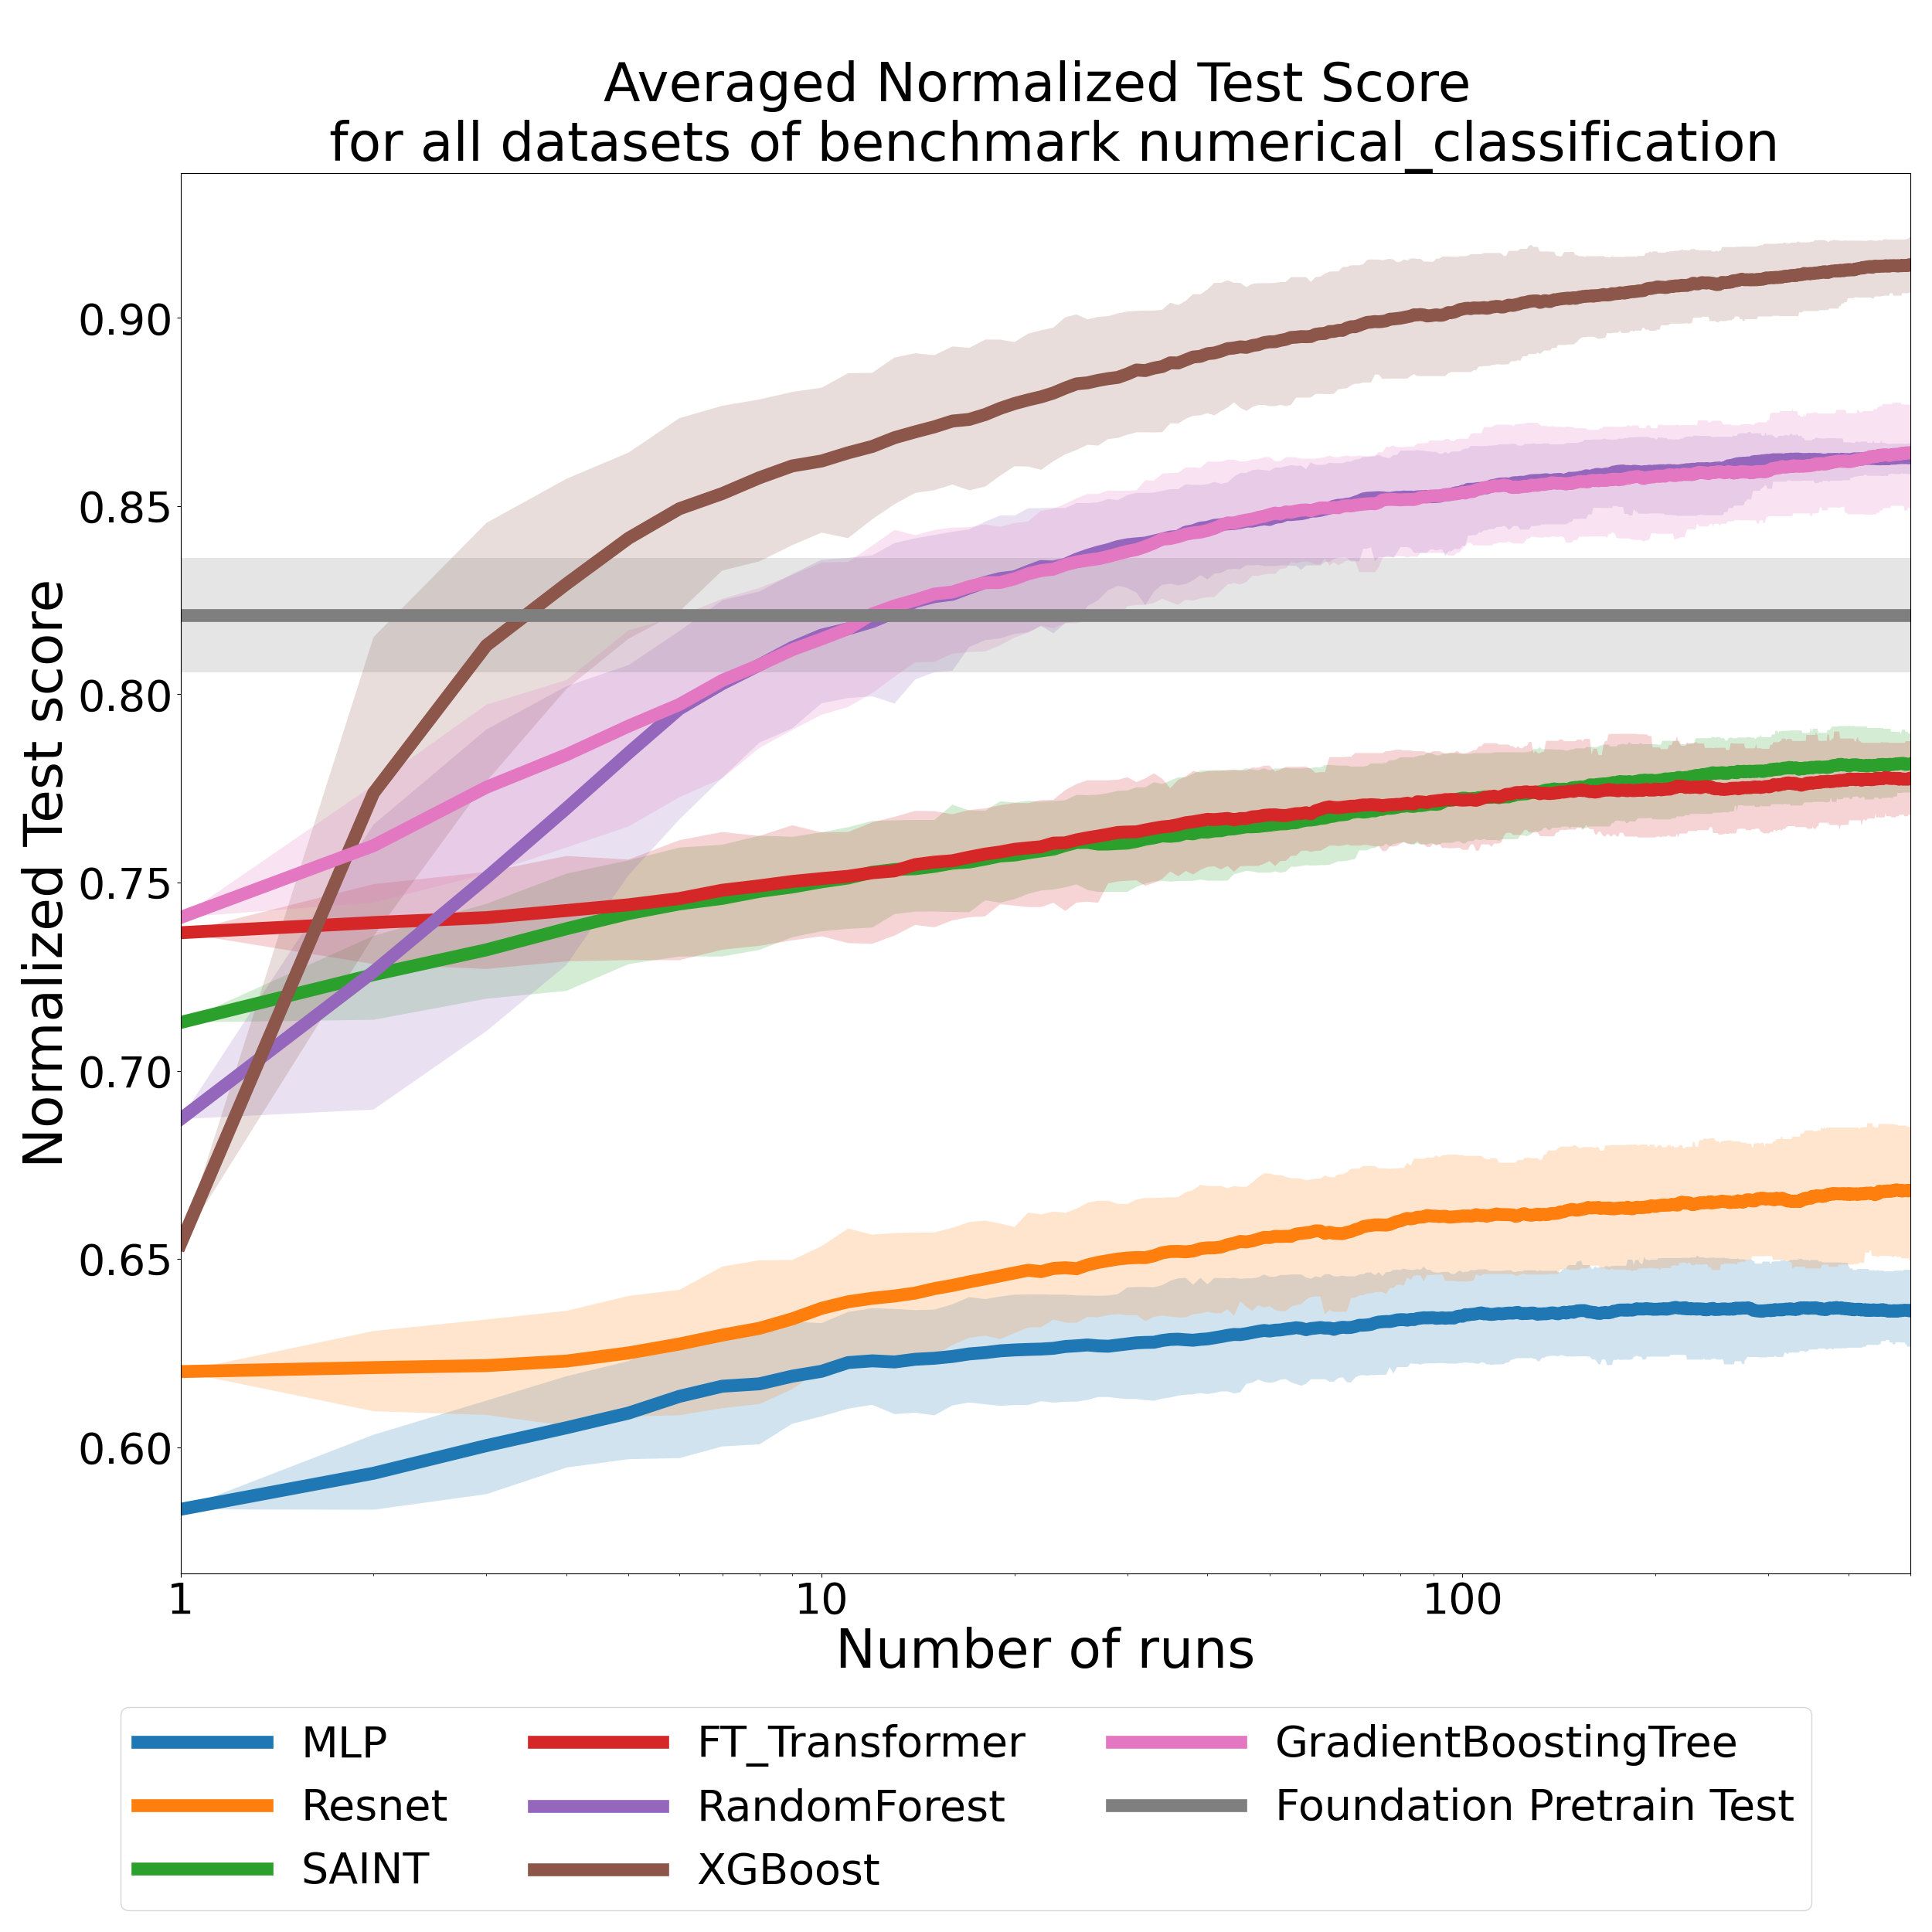 Averaged Normalized Test Score
for all datasets of benchmark numerical_classification
Normalized Test score
0.90
0.85
0.80
0.75
0.70
0.65
0.60
1
10
100
Number of runs
MLP
Resnet
SAINT
FT_Transformer
RandomForest
XGBoost
GradientBoostingTree
Foundation Pretrain Test